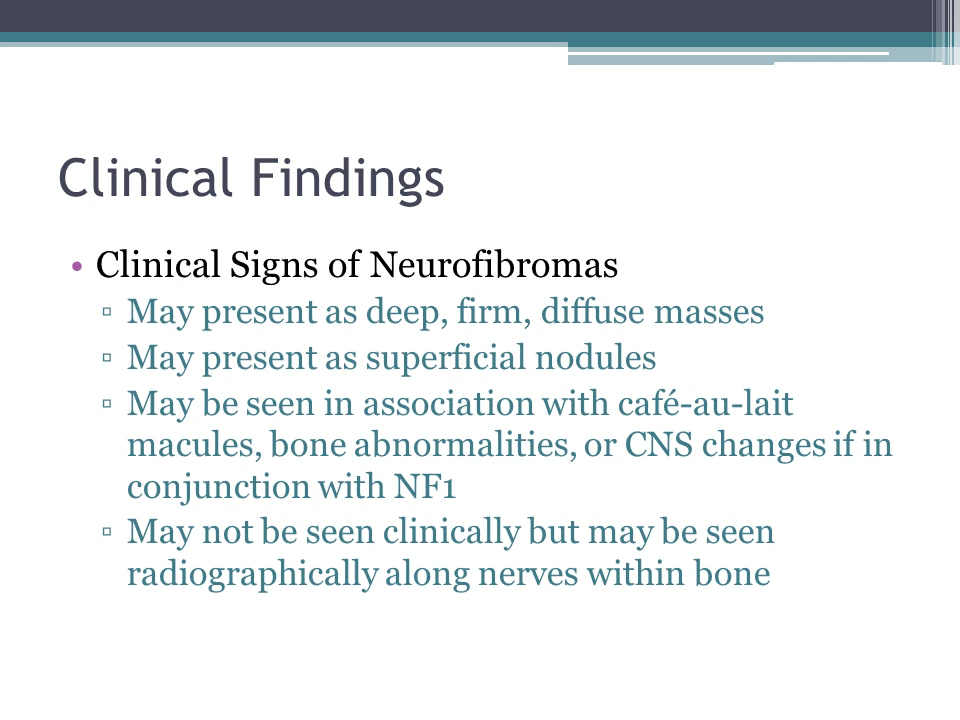 Clinical Findings
• Clinical Signs of Neurofibromas
▫ May present as deep, firm, diffuse masses
▫ May present as superficial nodules
▫ May be seen in association with café-au-lait
macules, bone abnormalities, or CNS changes if in
conjunction with NF1
▫ May not be seen clinically but may be seen
radiographically along nerves within bone